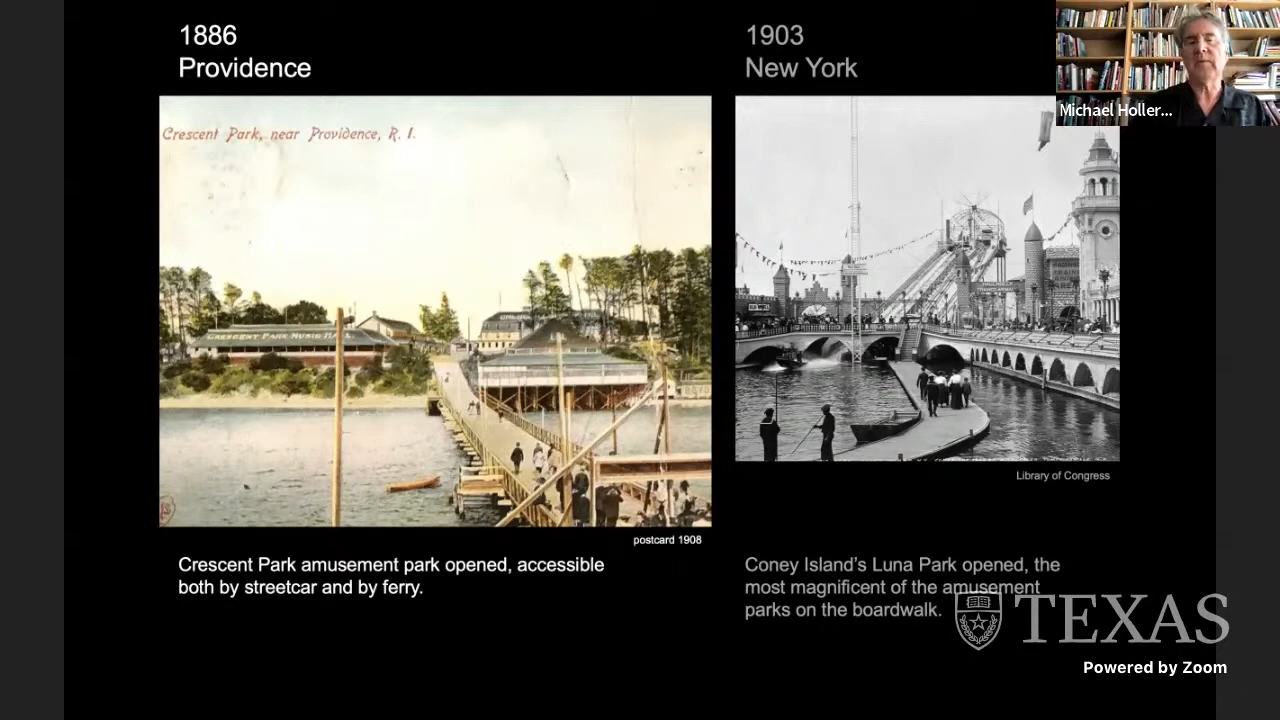 1886
Providence
1903
New York
Michael Holler...
Crescent Park, near Providence, R. I.
CRESCENT PARK MUSIC HALL
Library of Congress
postcard 1908
Crescent Park amusement park opened, accessible
both by streetcar and by ferry.
Coney Island’s Luna Park opened, the
most magnificent of the amusement
parks on the boardwalk.
TEXAS
Powered by Zoom